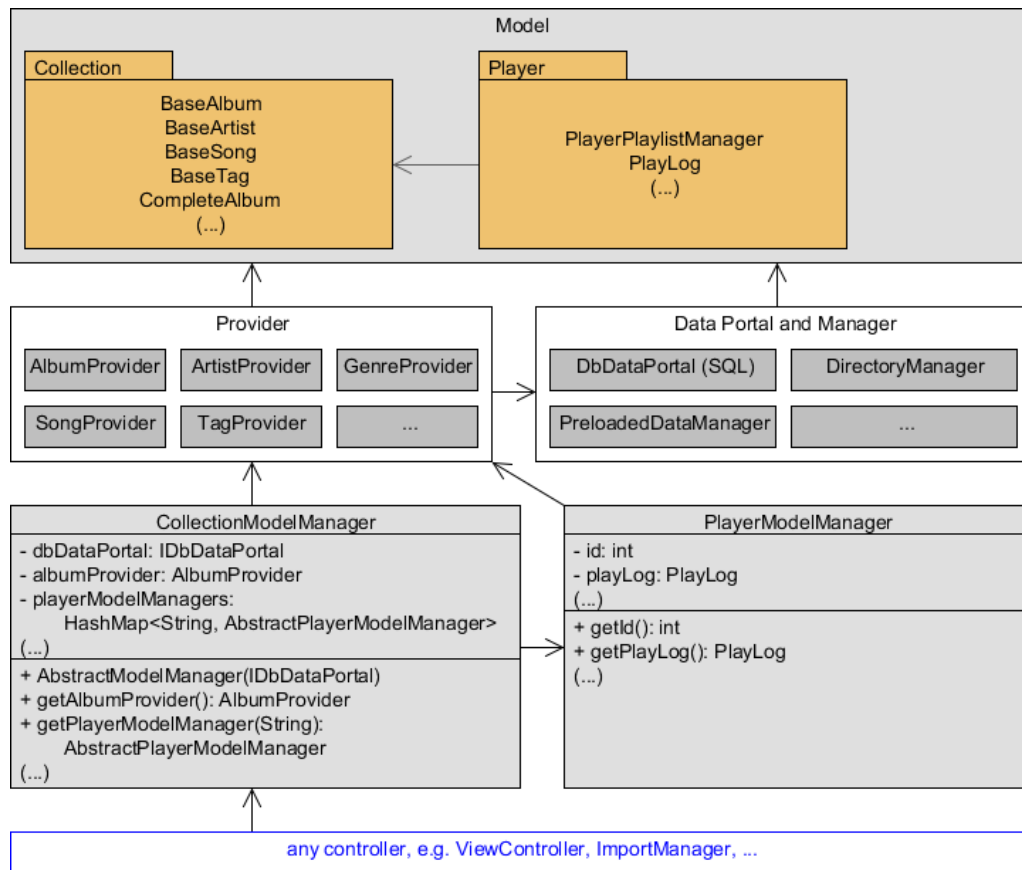 Model
Collection
BaseAlbum
BaseArtist
BaseSong
BaseTag
CompleteAlbum
(...)
Player
PlayerPlaylistManager
PlayLog
(...)
Provider
AlbumProvider
ArtistProvider
GenreProvider
SongProvider
TagProvider
...
Data Portal and Manager
DbDataPortal (SQL)
DirectoryManager
PreloadedDataManager
...
CollectionModelManager
- dbDataPortal: IDbDataPortal
- albumProvider: AlbumProvider
- playerModelManagers:
HashMap<String, AbstractPlayerModelManager>
(...)
+ AbstractModelManager(IDbDataPortal)
+ getAlbumProvider(): AlbumProvider
+ getPlayerModelManager(String):
AbstractPlayerModelManager
(...)
PlayerModelManager
- id: int
- playLog: PlayLog
(...)
+ getId(): int
+ getPlayLog(): PlayLog
(...)
any controller, e.g. ViewController, ImportManager, ...